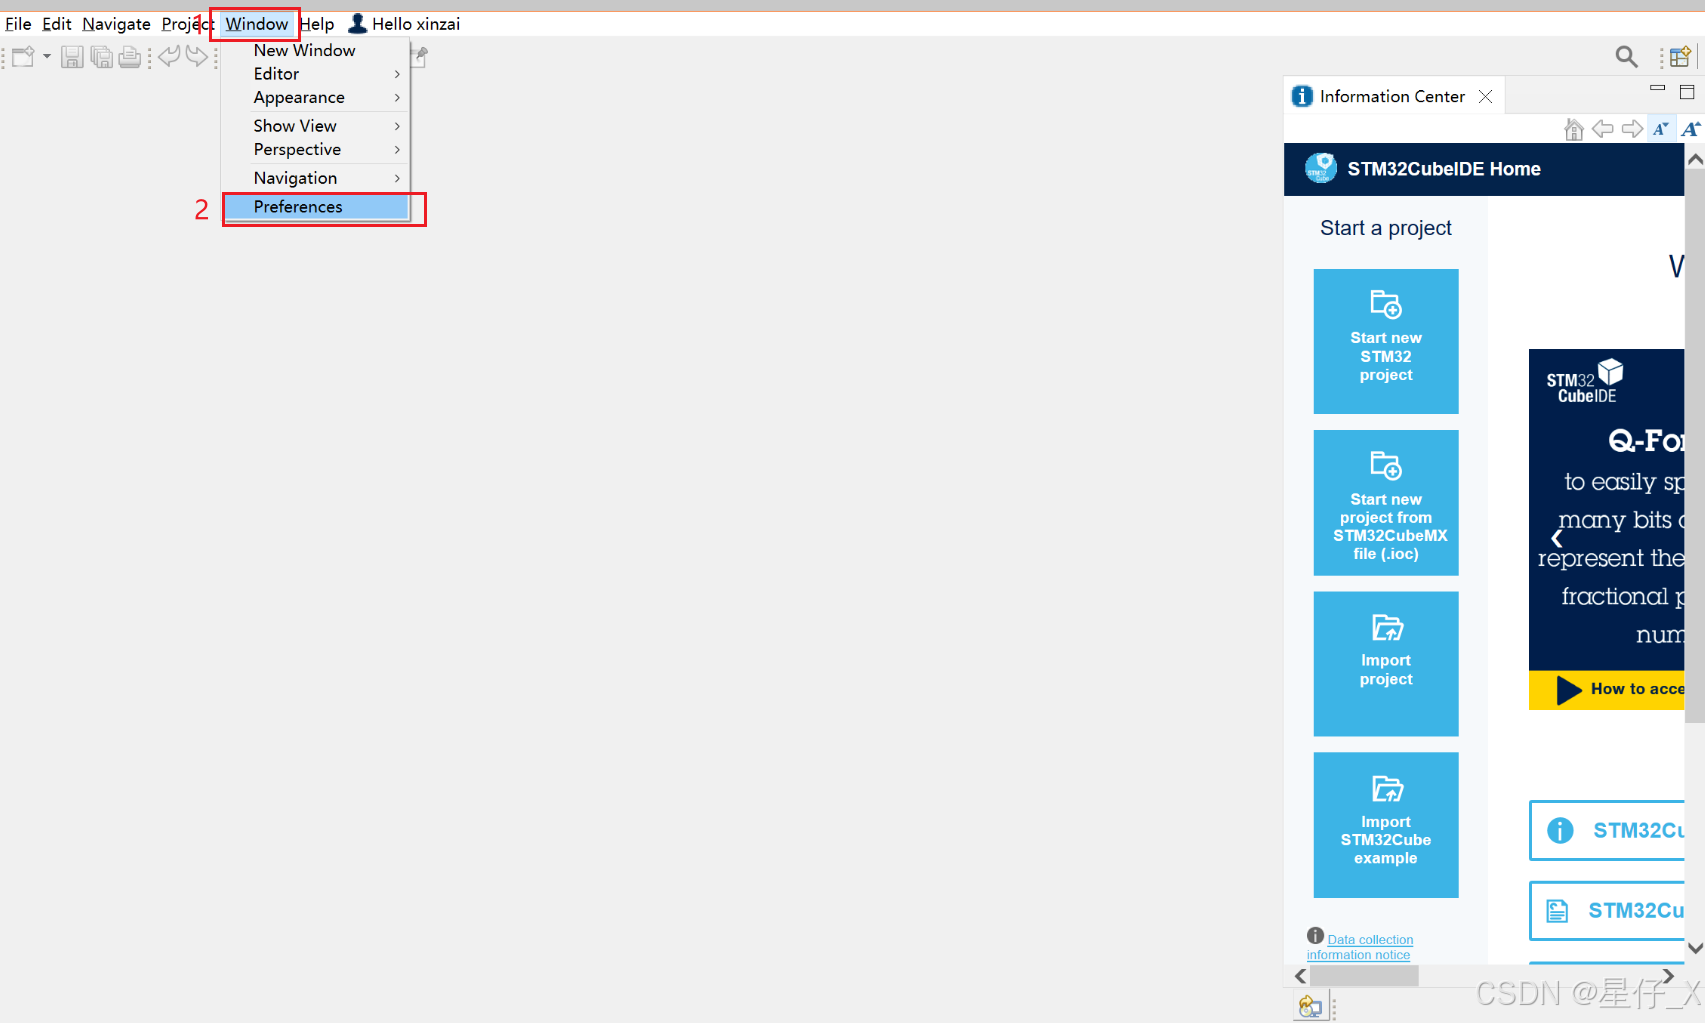 File Edit Navigate Project Window Help Hello xinzai
1
New Window
Editor
Appearance
Show View
Perspective
Navigation
2 Preferences
Information Center
A A
STM32CubeIDE Home
Start a project
Start new
STM32
project
Start new
project from
STM32CubeMX
file (.ioc)
Import
project
Import
STM32Cube
example
Data collection
information notice
STM32
CubeIDE
Q-For
to easily sp
many bits
represent the
fractional p
num
How to acce
STM32Cu
STM32Cu
CSDN @星仔_X